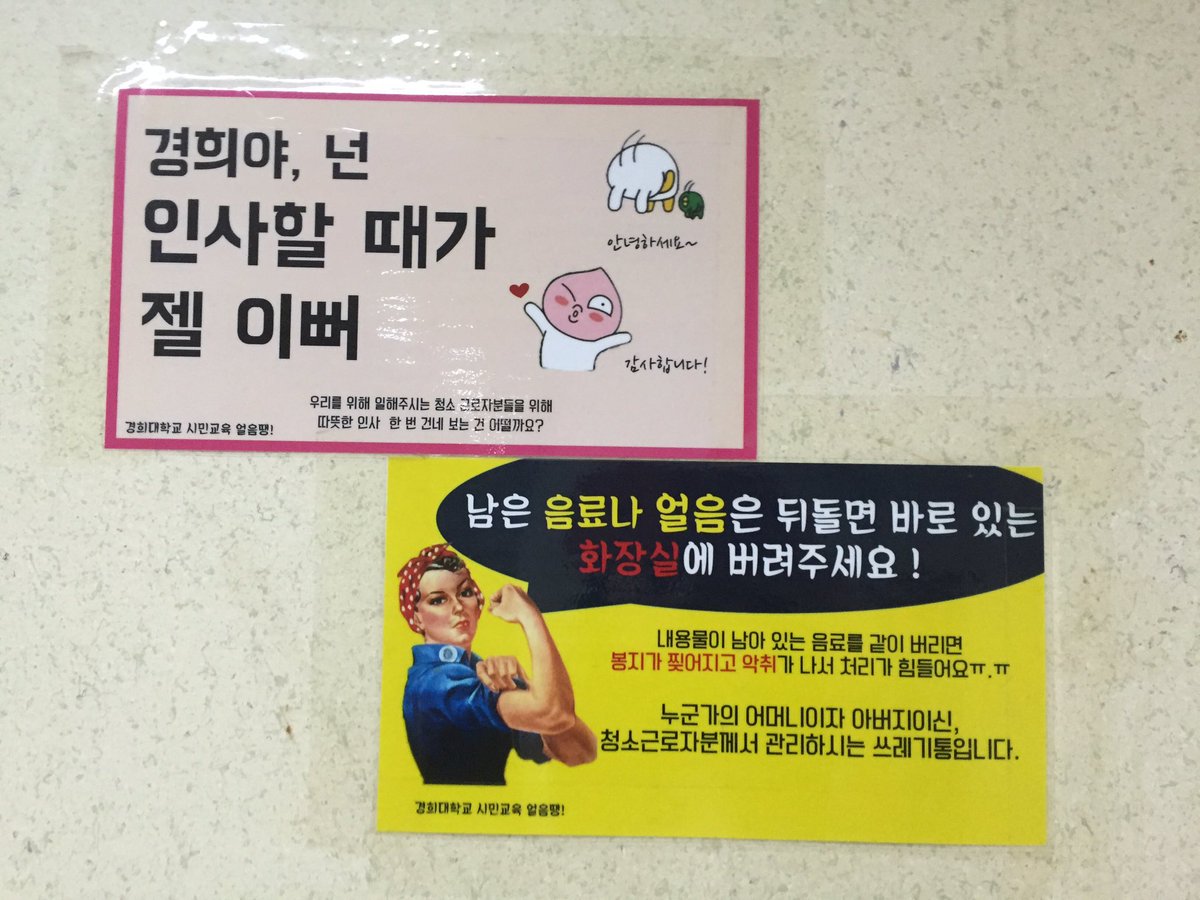 경희야, 넌
인사할 때가
젤 이뻐
안녕하세요~
감사합니다!
우리를 위해 일해주시는 청소 근로자분들을 위해
따뜻한 인사 한 번 건네 보는 건 어떨까요?
경희대학교 시민교육 얼음땡!
남은 음료나 얼음은 뒤돌면 바로 있는
화장실에 버려주세요!
내용물이 남아 있는 음료를 같이 버리면
봉지가 찢어지고 악취가 나서 처리가 힘들어요ㅠ.ㅠ
누군가의 어머니이자 아버지이신,
청소근로자분께서 관리하시는 쓰레기통입니다.
경희대학교 시민교육 얼음땡!